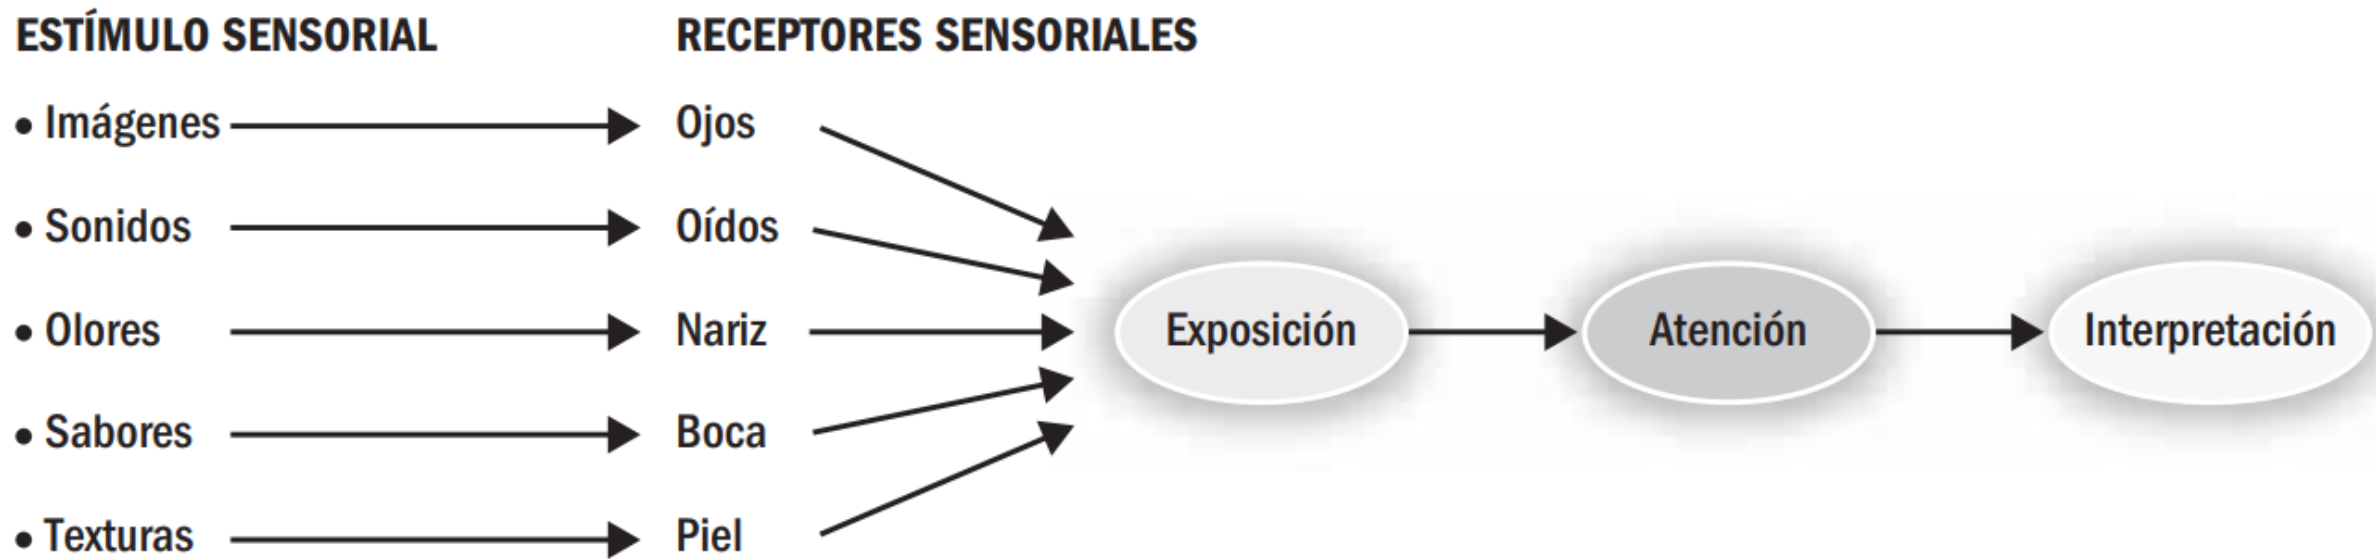 ESTÍMULO SENSORIAL
RECEPTORES SENSORIALES
• Imágenes
Ojos
• Sonidos
Oídos
• Olores
Nariz
Exposición
Atención
Interpretación
• Sabores
Boca
• Texturas
Piel